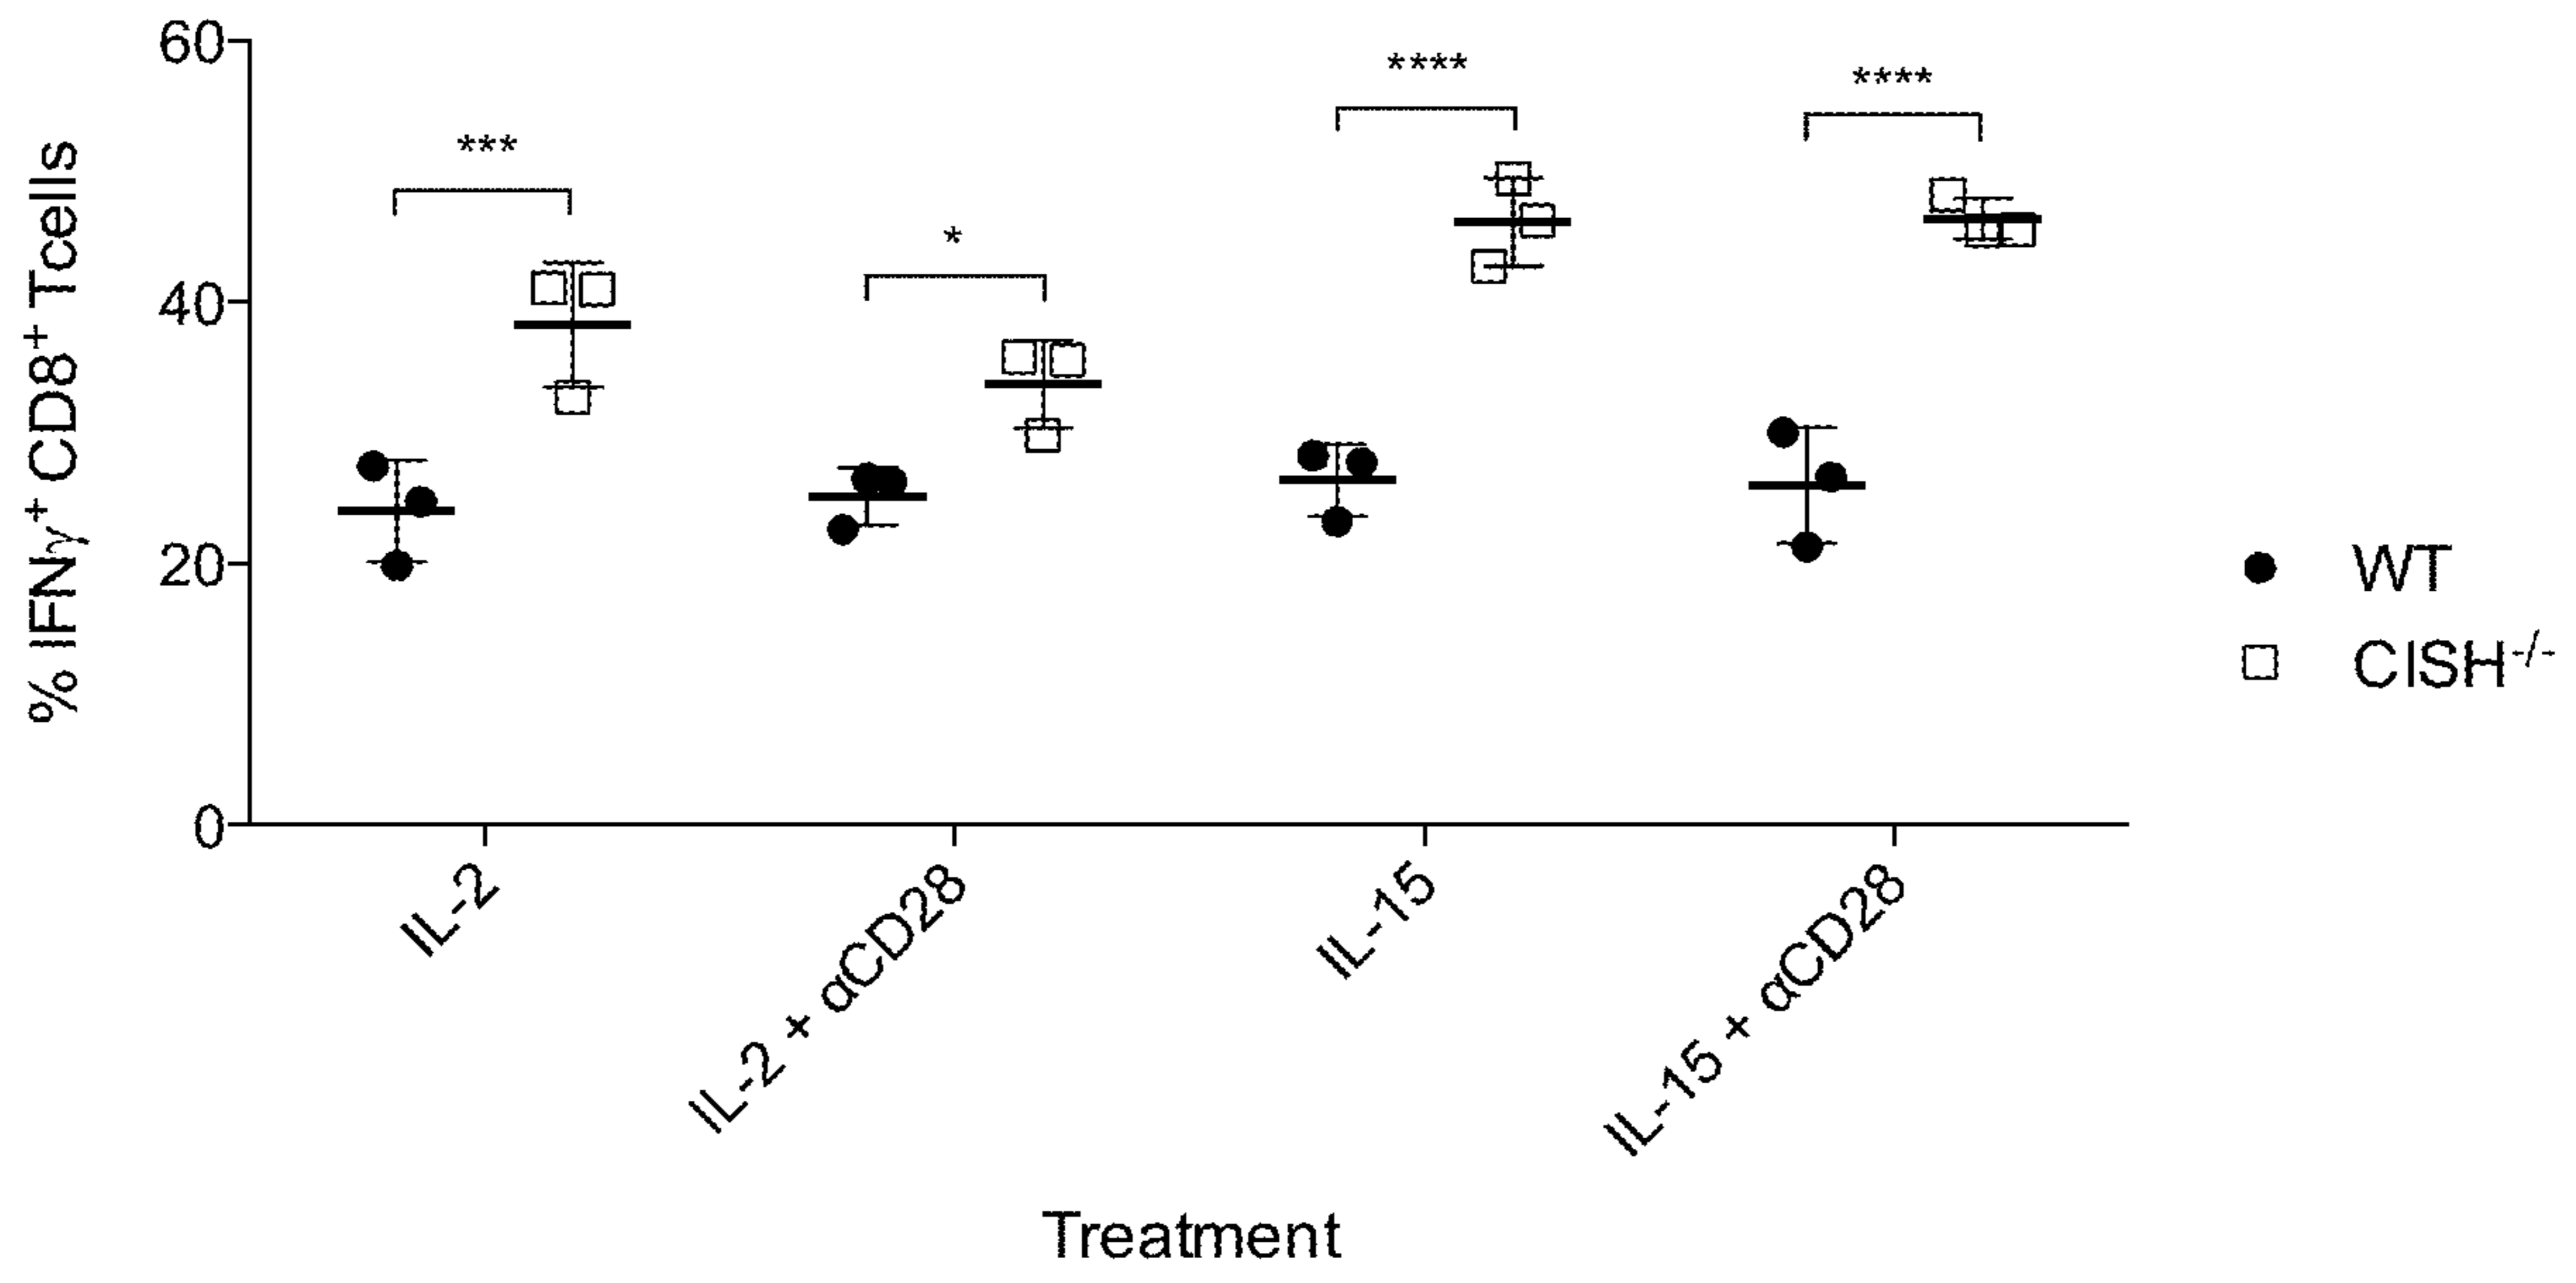 60
40
20
0
% IFNγ⁺ CD8⁺ Tcells
***
*
****
****
WT
CISH⁻/⁻
IL-2
IL-2 + αCD28
IL-15
IL-15 + αCD28
Treatment